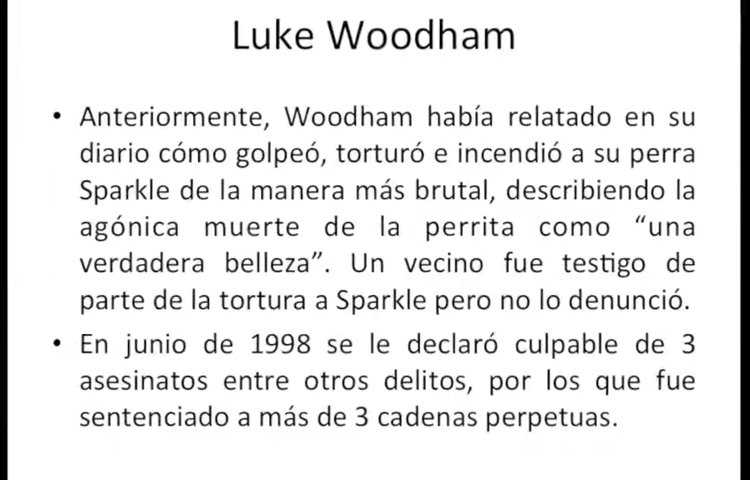 Luke Woodham
• Anteriormente, Woodham había relatado en su
diario cómo golpeó, torturó e incendió a su perra
Sparkle de la manera más brutal, describiendo la
agónica muerte de la perrita como “una
verdadera belleza”. Un vecino fue testigo de
parte de la tortura a Sparkle pero no lo denunció.
• En junio de 1998 se le declaró culpable de 3
asesinatos entre otros delitos, por los que fue
sentenciado a más de 3 cadenas perpetuas.